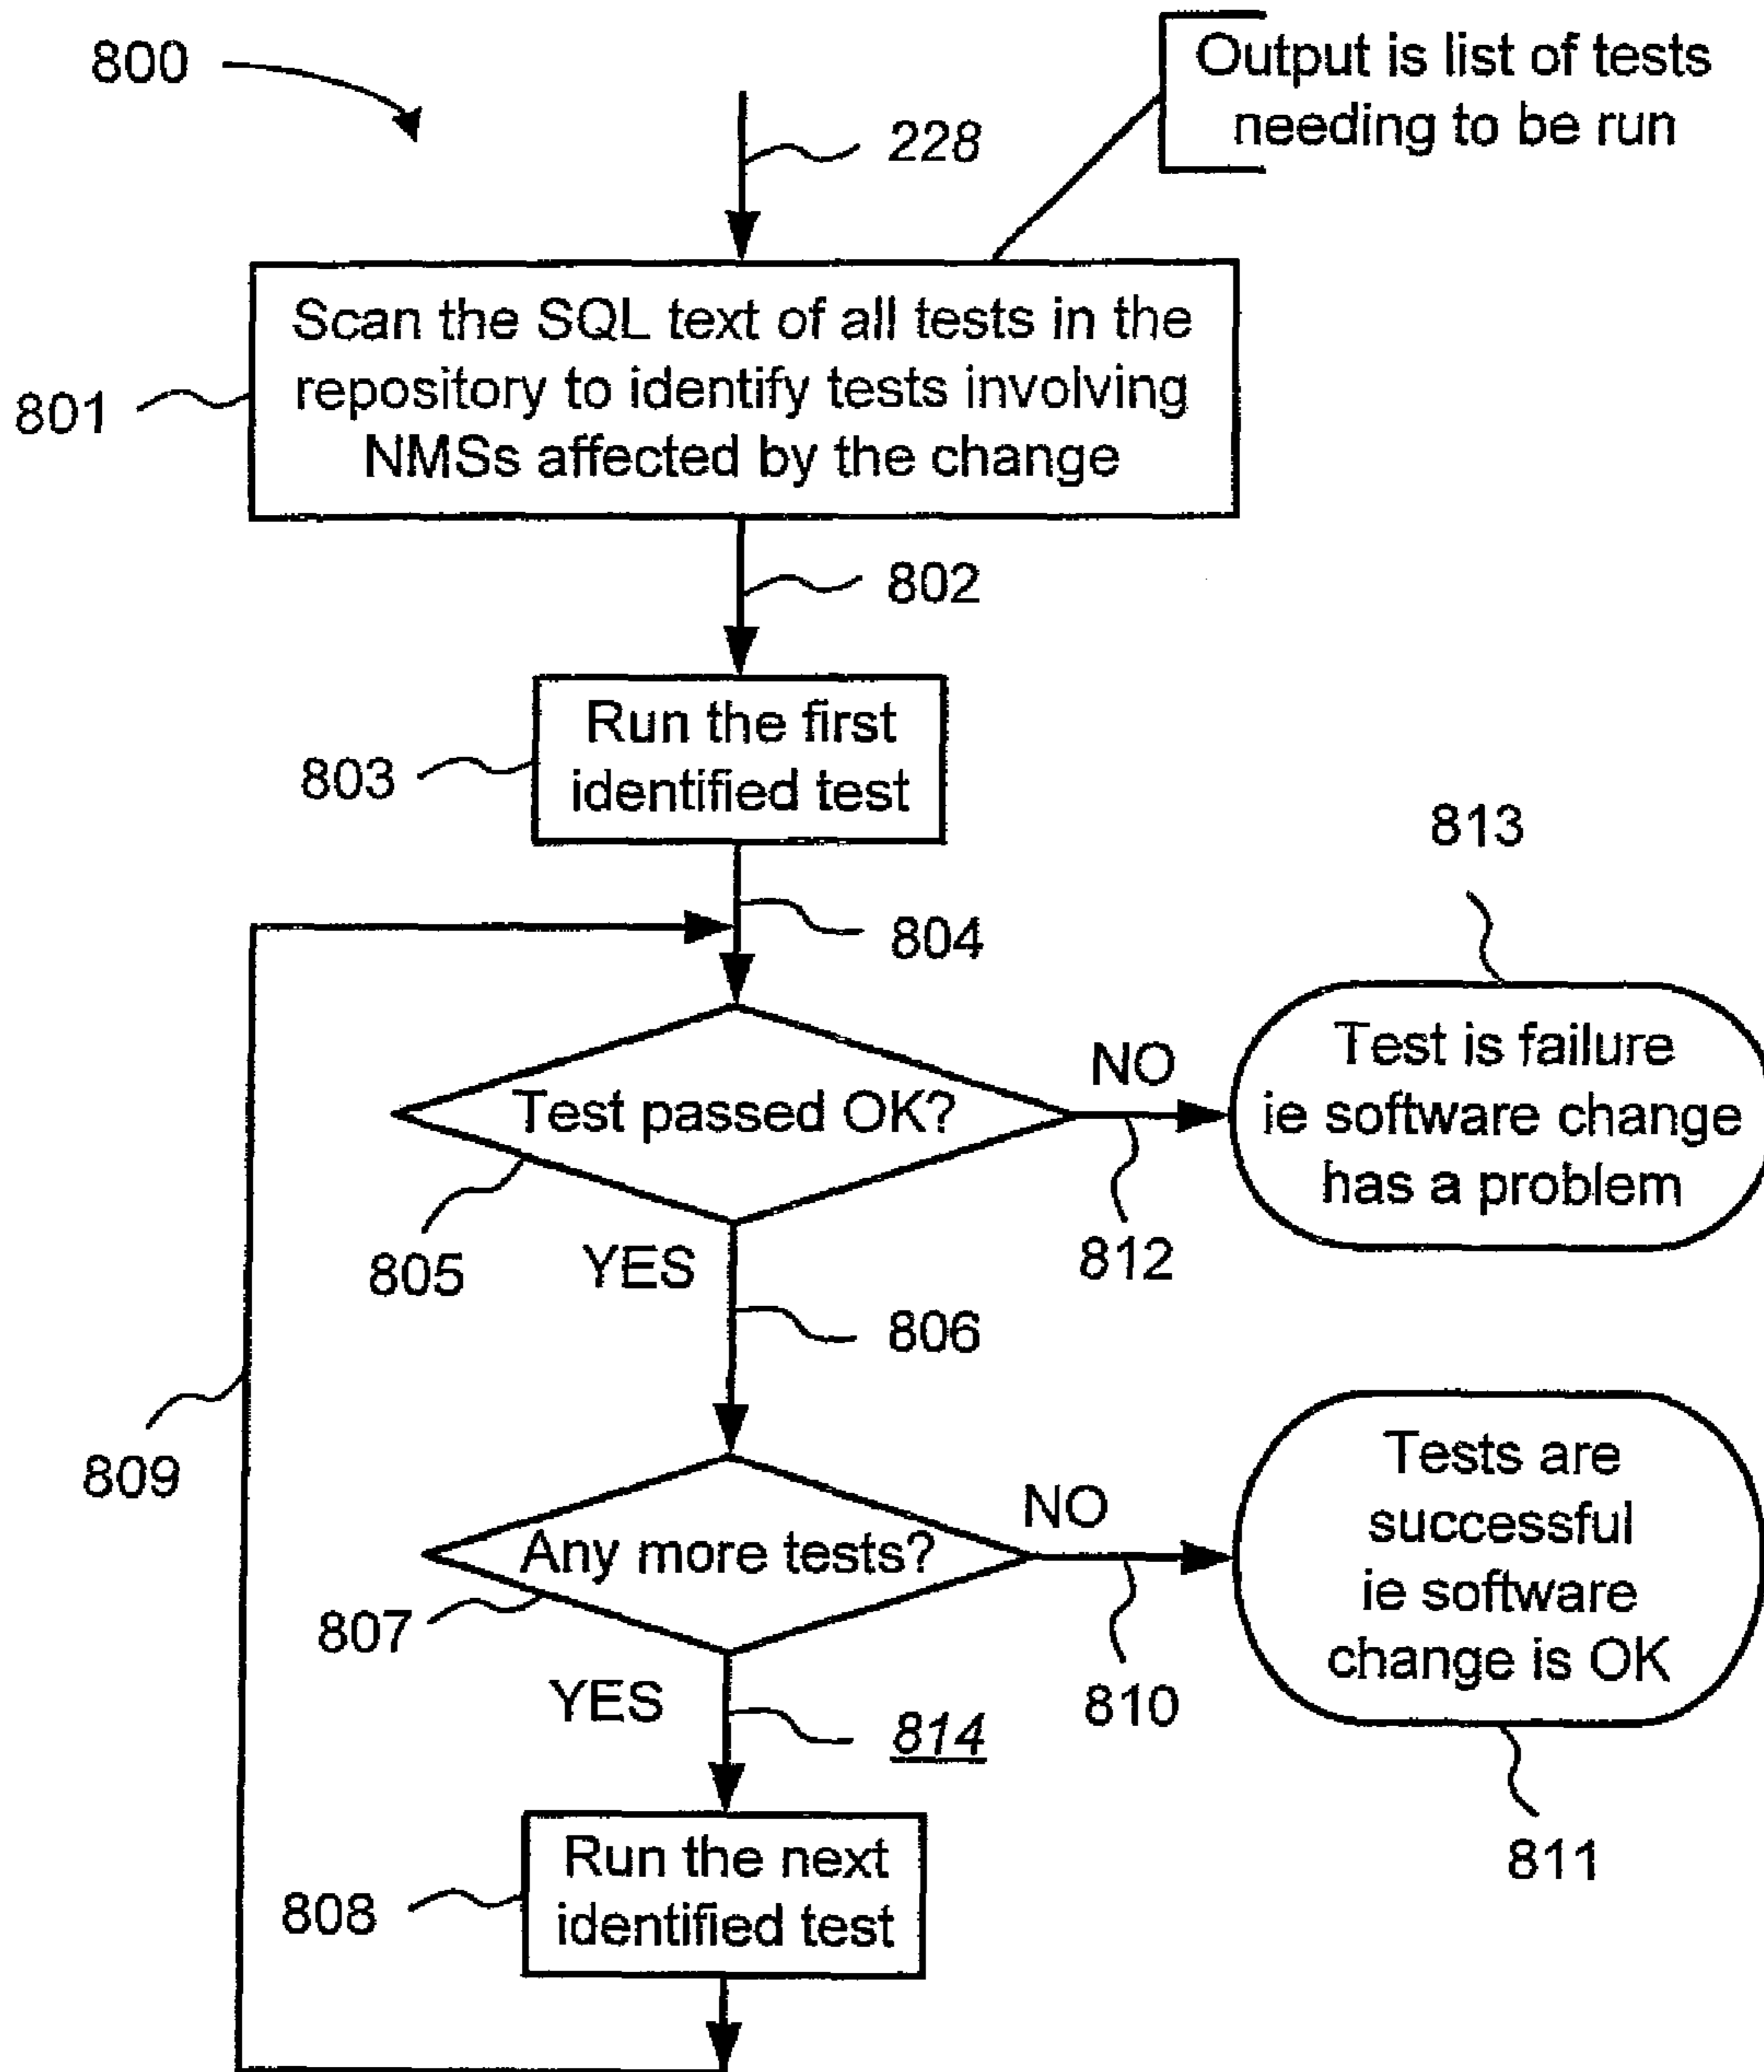 800
Output is list of tests
needing to be run
228
Scan the SQL text of all tests in the
repository to identify tests involving
NMSs affected by the change
801
802
Run the first
identified test
803
813
804
Test passed OK?
NO
Test is failure
ie software change
has a problem
805
YES
812
806
809
Any more tests?
NO
Tests are
successful
ie software
change is OK
807
YES
810
814
811
Run the next
identified test
808